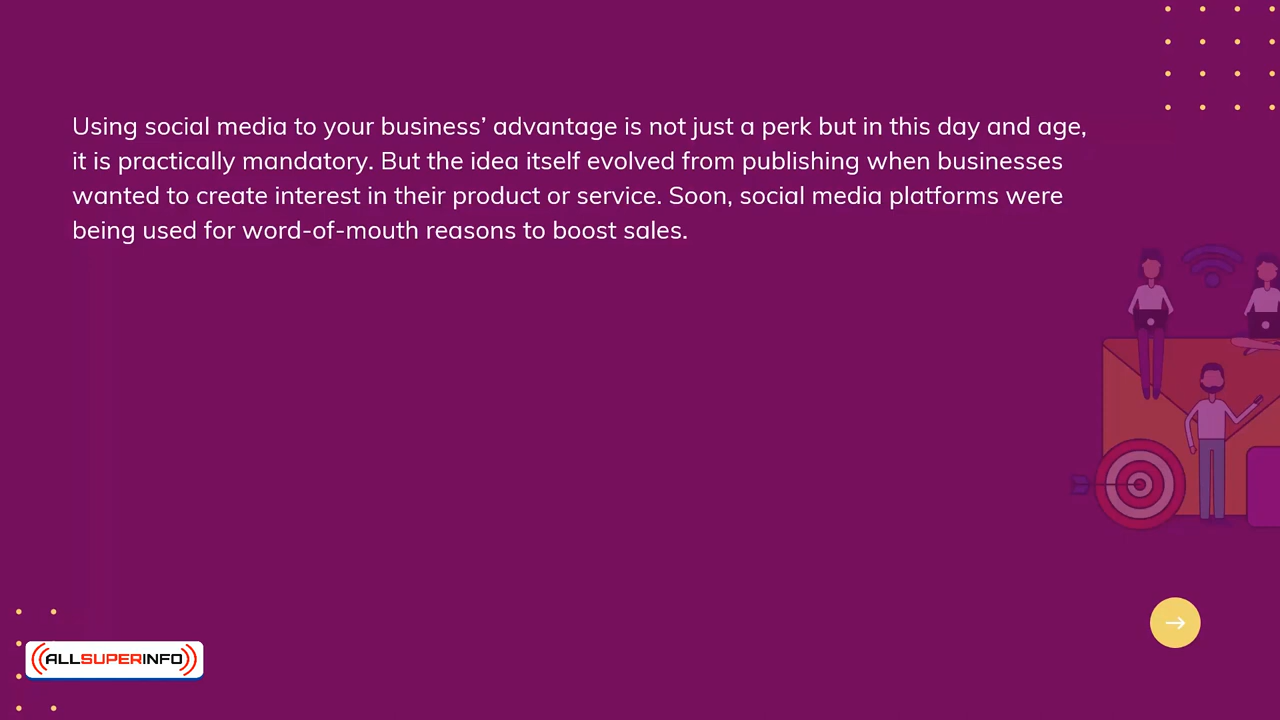 Using social media to your business’ advantage is not just a perk but in this day and age,
it is practically mandatory. But the idea itself evolved from publishing when businesses
wanted to create interest in their product or service. Soon, social media platforms were
being used for word-of-mouth reasons to boost sales.
ALLSUPERINFO